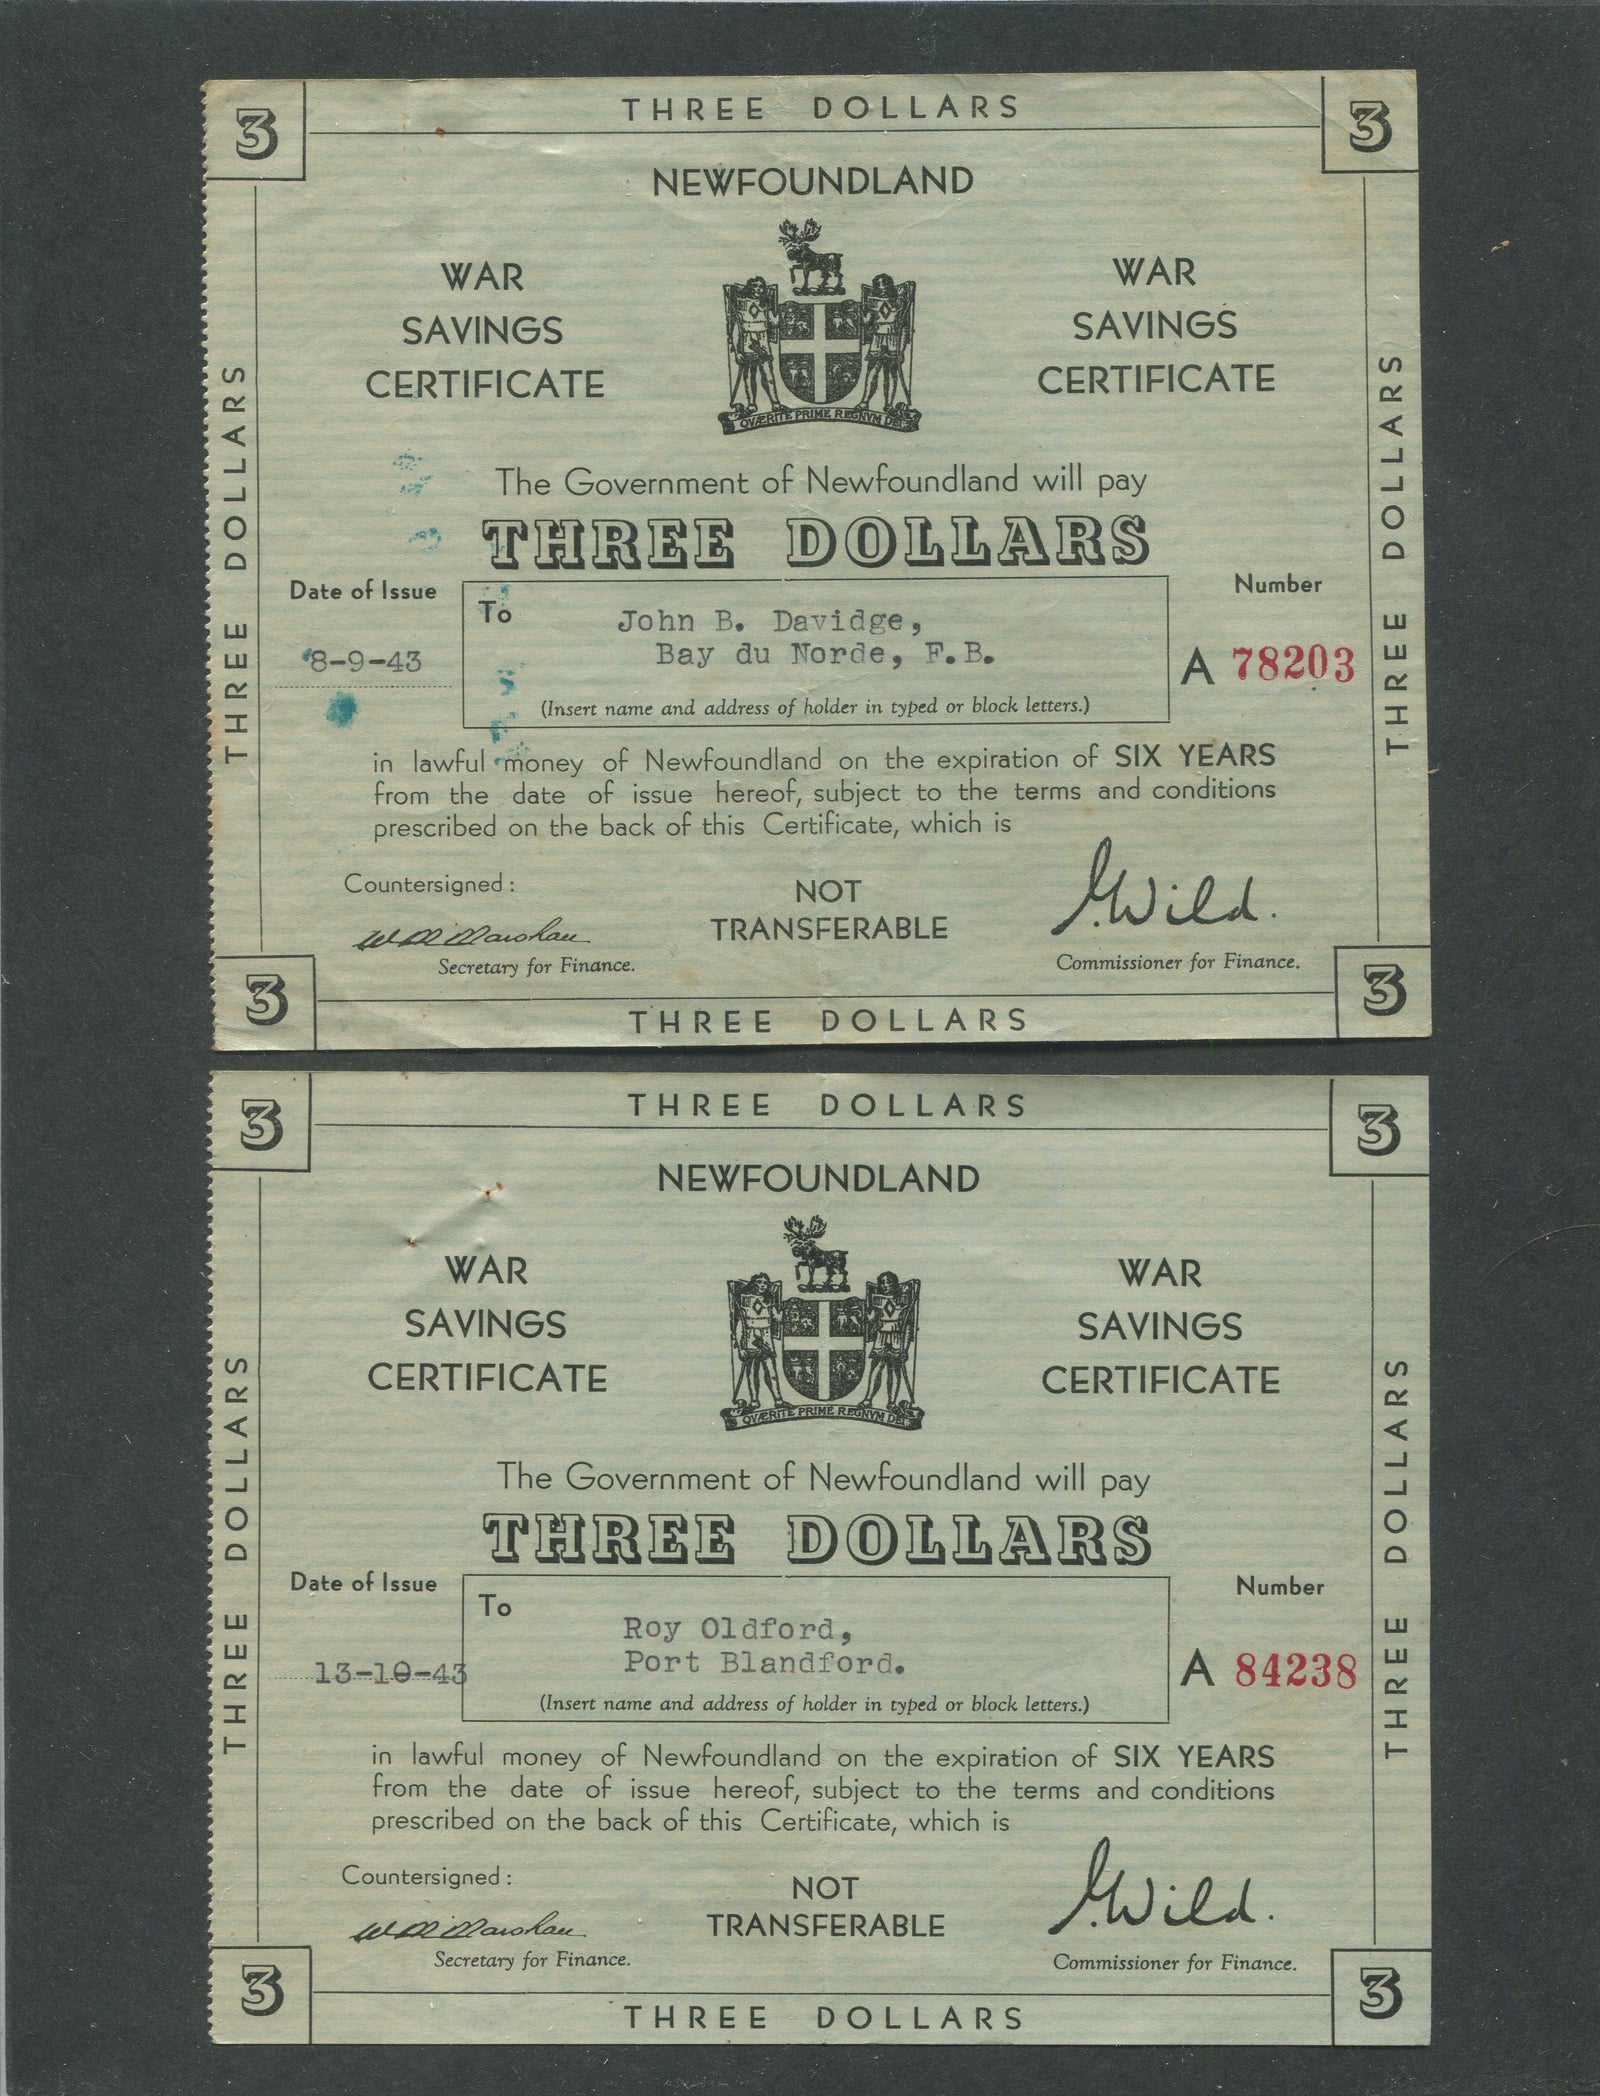 THREE DOLLARS
3
3
NEWFOUNDLAND
WAR
SAVINGS
CERTIFICATE
WAR
SAVINGS
CERTIFICATE
QVÆRITE PRIME REGNVM DEI
THREE DOLLARS
THREE DOLLARS
The Government of Newfoundland will pay
THREE DOLLARS
Date of Issue
8-9-43
To
John B. Davidge,
Bay du Norde, F.B.
(Insert name and address of holder in typed or block letters.)
Number
A 78203
in lawful money of Newfoundland on the expiration of SIX YEARS
from the date of issue hereof, subject to the terms and conditions
prescribed on the back of this Certificate, which is
Countersigned:
W M Marshall
Secretary for Finance.
NOT
TRANSFERABLE
I. Wild.
Commissioner for Finance.
3
3
THREE DOLLARS
THREE DOLLARS
3
3
NEWFOUNDLAND
WAR
SAVINGS
CERTIFICATE
WAR
SAVINGS
CERTIFICATE
QVÆRITE PRIME REGNVM DEI
THREE DOLLARS
THREE DOLLARS
The Government of Newfoundland will pay
THREE DOLLARS
Date of Issue
13-10-43
To
Roy Oldford,
Port Blandford.
(Insert name and address of holder in typed or block letters.)
Number
A 84238
in lawful money of Newfoundland on the expiration of SIX YEARS
from the date of issue hereof, subject to the terms and conditions
prescribed on the back of this Certificate, which is
Countersigned:
W M Marshall
Secretary for Finance.
NOT
TRANSFERABLE
I. Wild.
Commissioner for Finance.
3
3
THREE DOLLARS